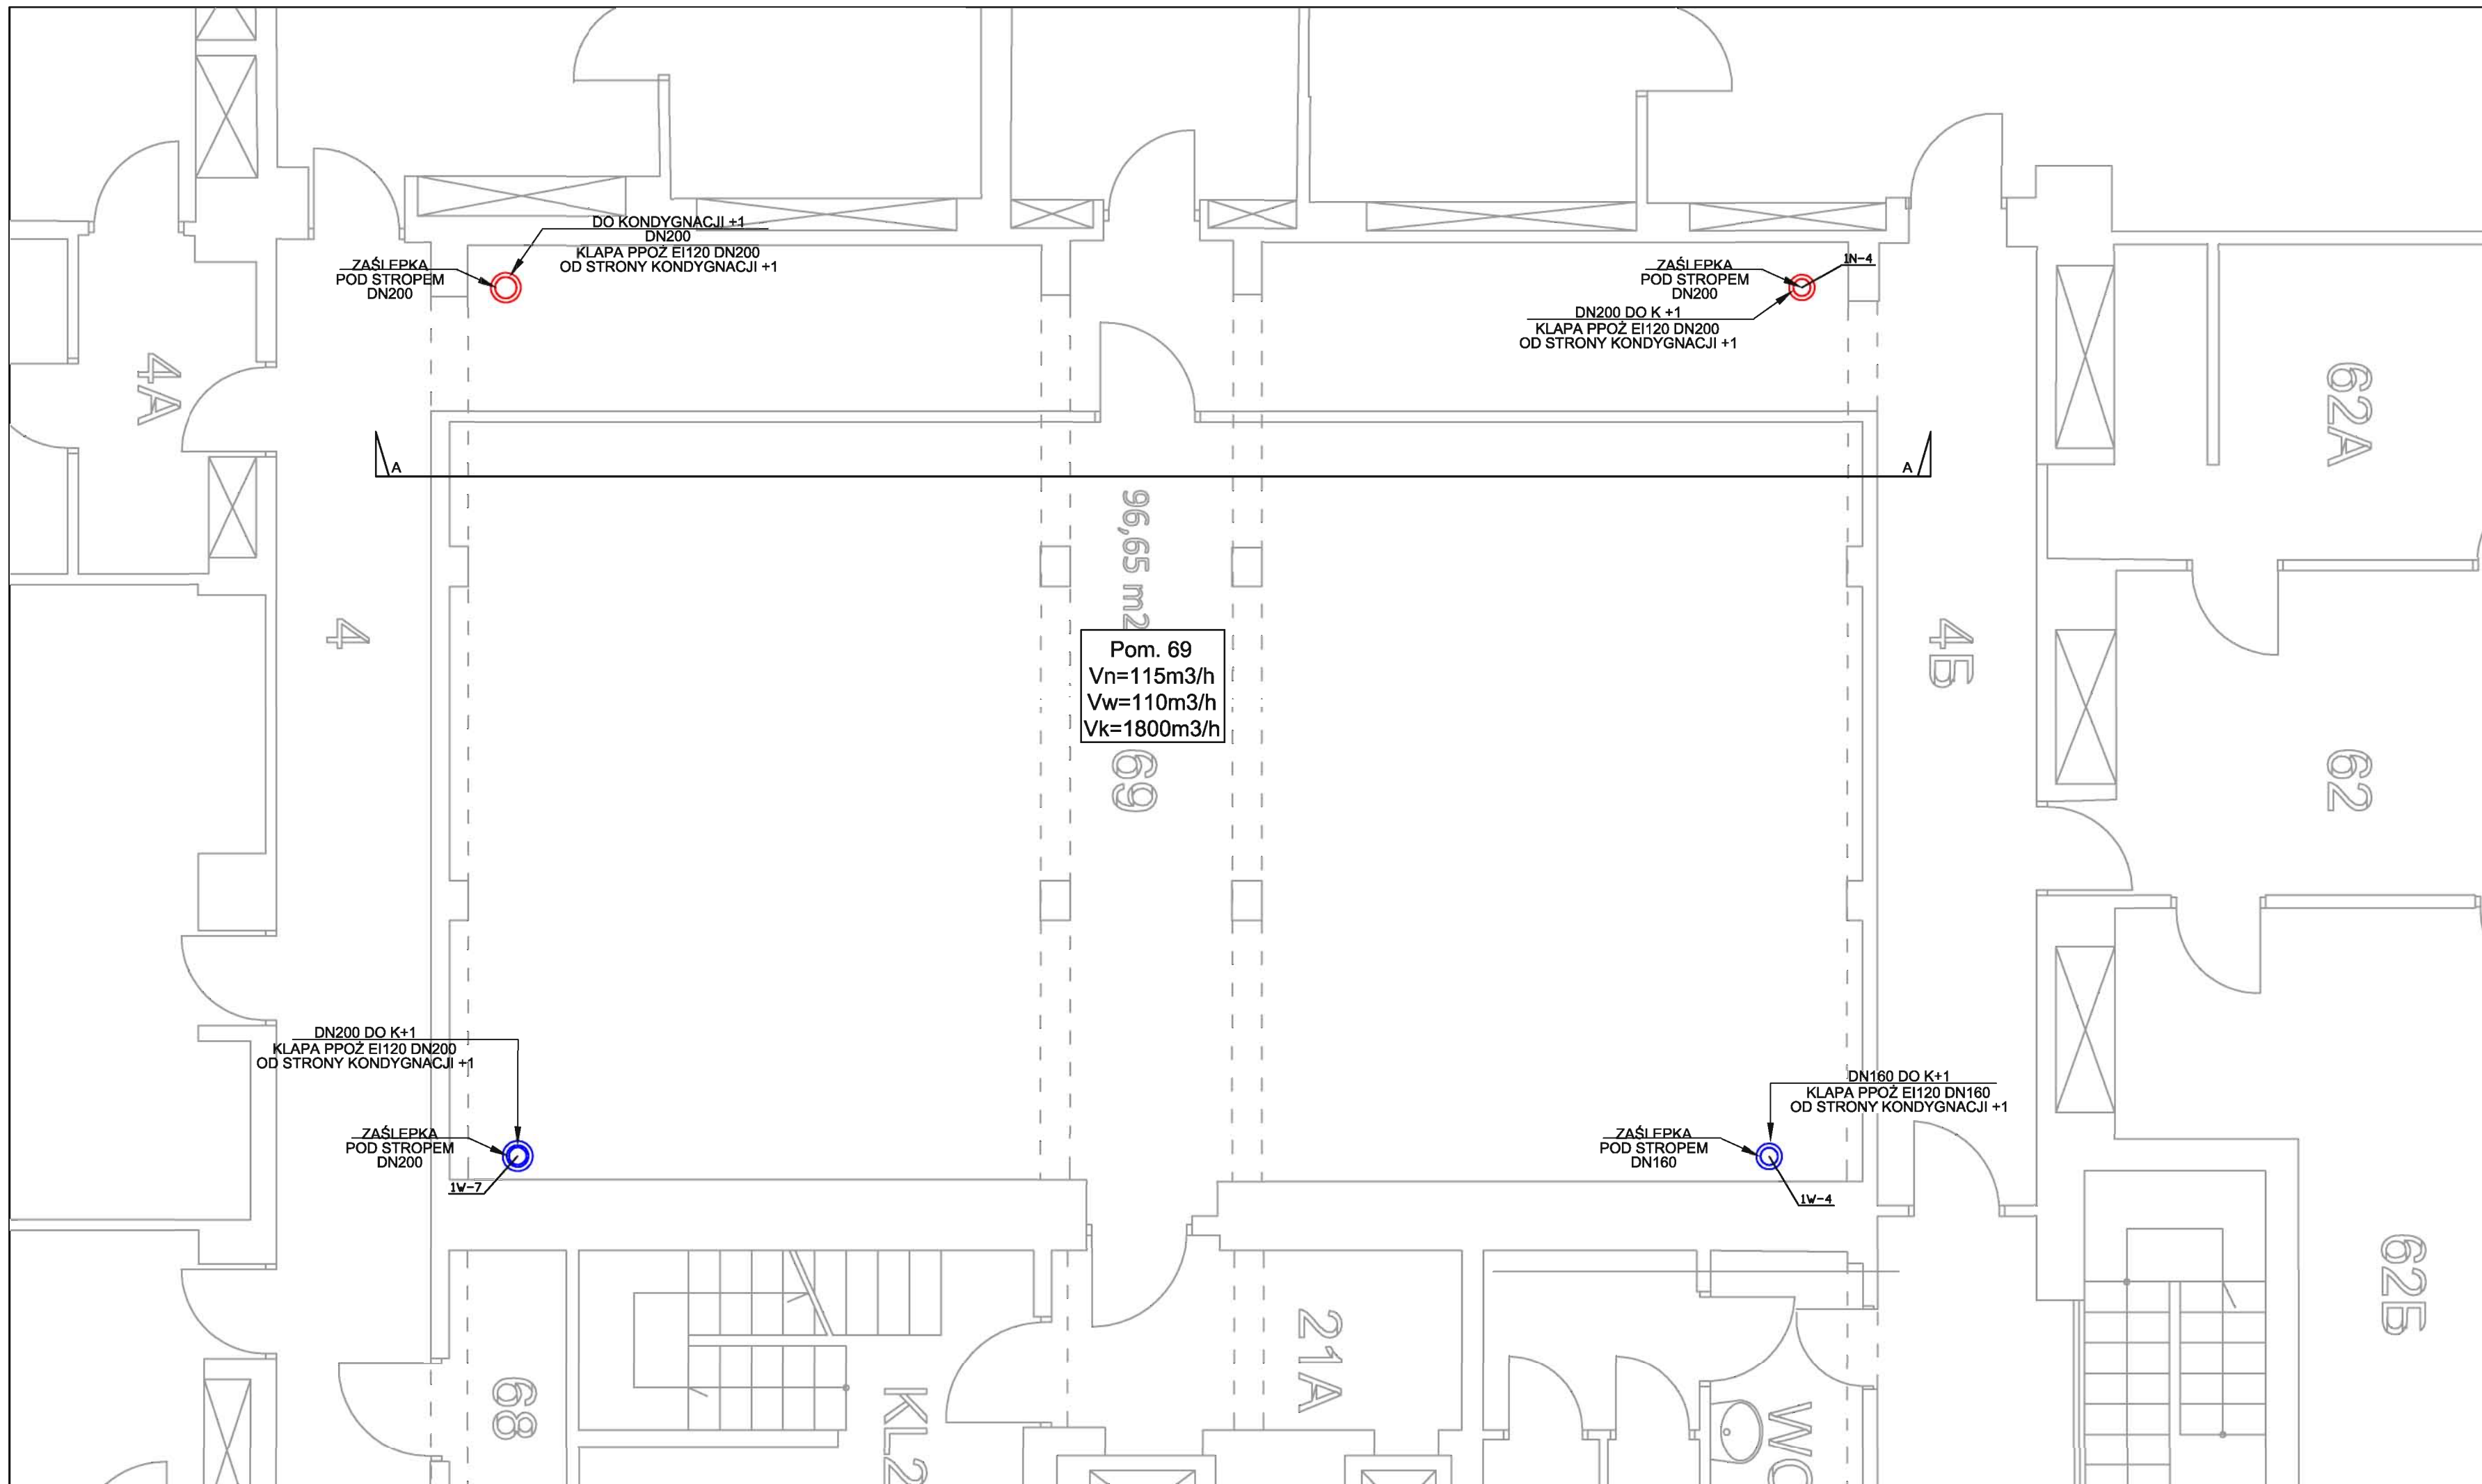 DO KONDYGNACJI +1
DN200
KLAPA PPOŻ EI120 DN200
OD STRONY KONDYGNACJI +1
ZAŚLEPKA
POD STROPEM
DN200
ZAŚLEPKA
POD STROPEM
DN200
1N-4
DN200 DO K +1
KLAPA PPOŻ EI120 DN200
OD STRONY KONDYGNACJI +1
4A
62A
A
A
96,65 m2
4
Pom. 69
Vn=115m3/h
Vw=110m3/h
Vk=1800m3/h
4Б
69
62
DN200 DO K+1
KLAPA PPOŻ EI120 DN200
OD STRONY KONDYGNACJI +1
ZAŚLEPKA
POD STROPEM
DN200
1W-7
DN160 DO K+1
KLAPA PPOŻ EI120 DN160
OD STRONY KONDYGNACJI +1
ZAŚLEPKA
POD STROPEM
DN160
1W-4
62Б
21A
68
KL2
WC